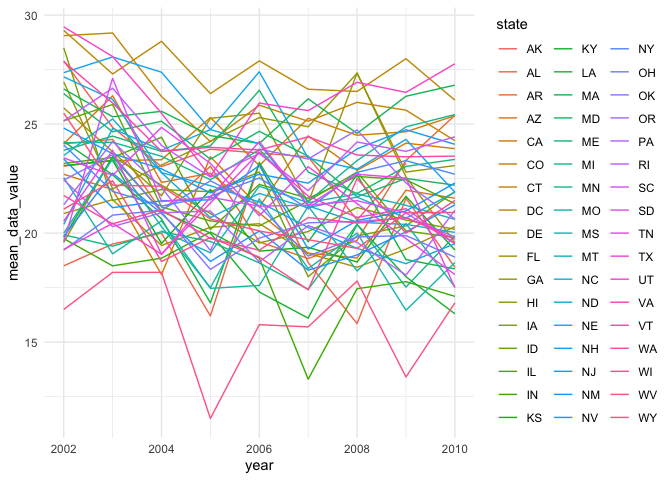 30
25
20
15
mean_data_value
2002
2004
2006
2008
2010
year
state
AK
AL
AR
AZ
CA
CO
CT
DC
DE
FL
GA
HI
IA
ID
IL
IN
KS
KY
LA
MA
MD
ME
MI
MN
MO
MS
MT
NC
ND
NE
NH
NJ
NM
NV
NY
OH
OK
OR
PA
RI
SC
SD
TN
TX
UT
VA
VT
WA
WI
WV
WY